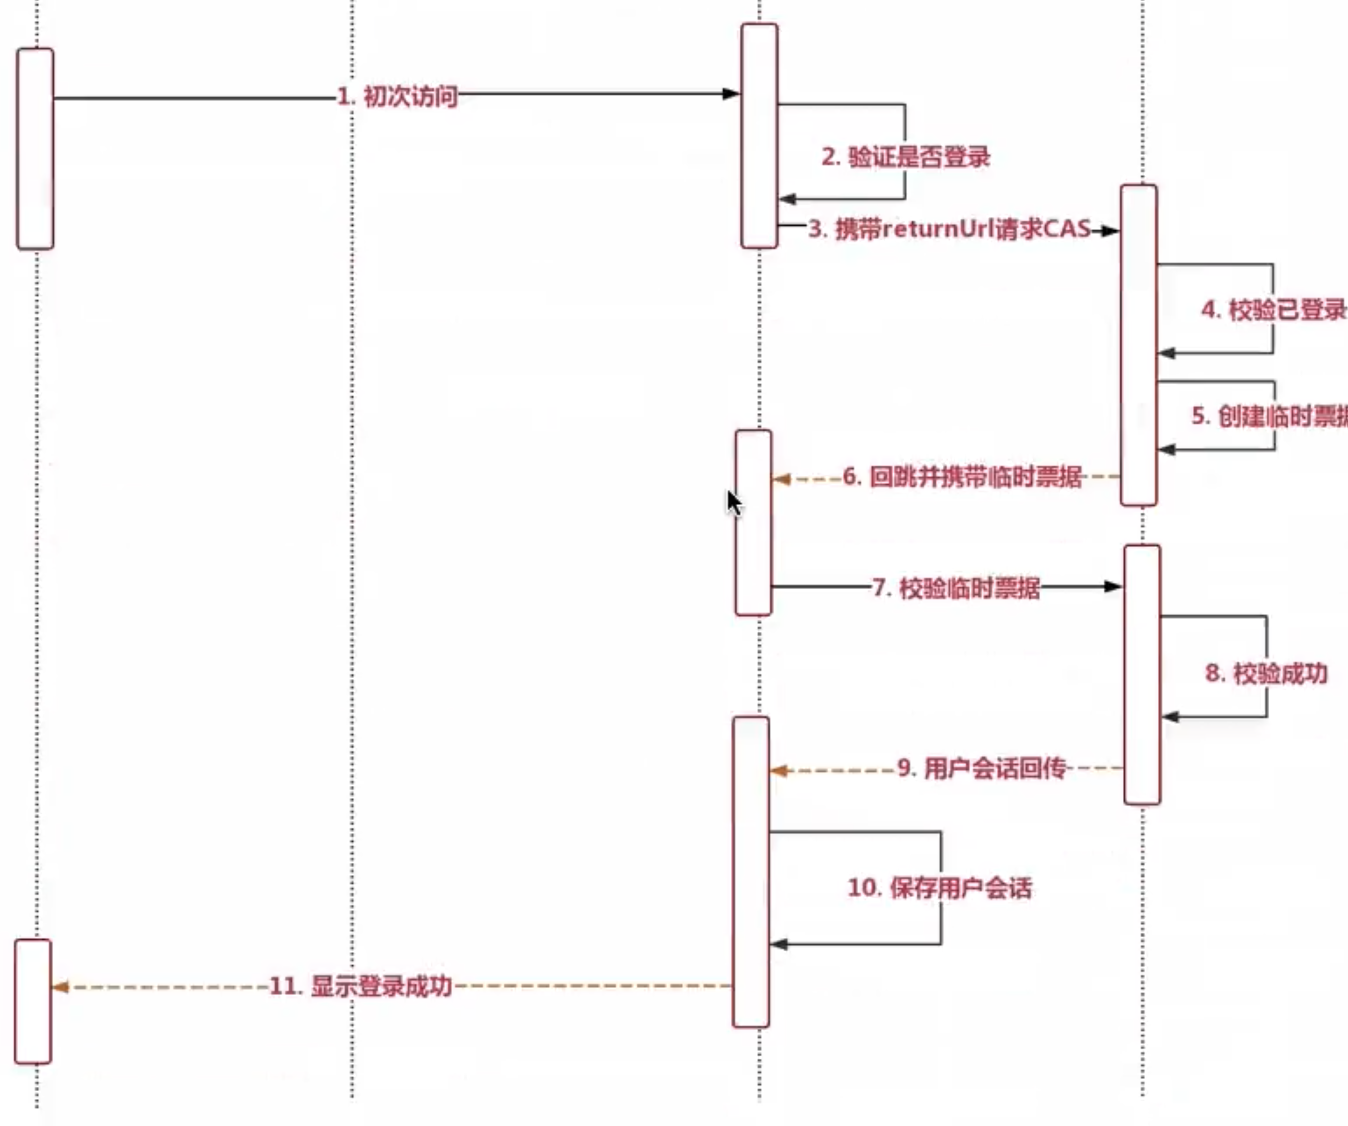 1. 初次访问
2. 验证是否登录
3. 携带returnUrl请求CAS
4. 校验已登录
5. 创建临时票据
6. 回跳并携带临时票据
7. 校验临时票据
8. 校验成功
9. 用户会话回传
10. 保存用户会话
11. 显示登录成功